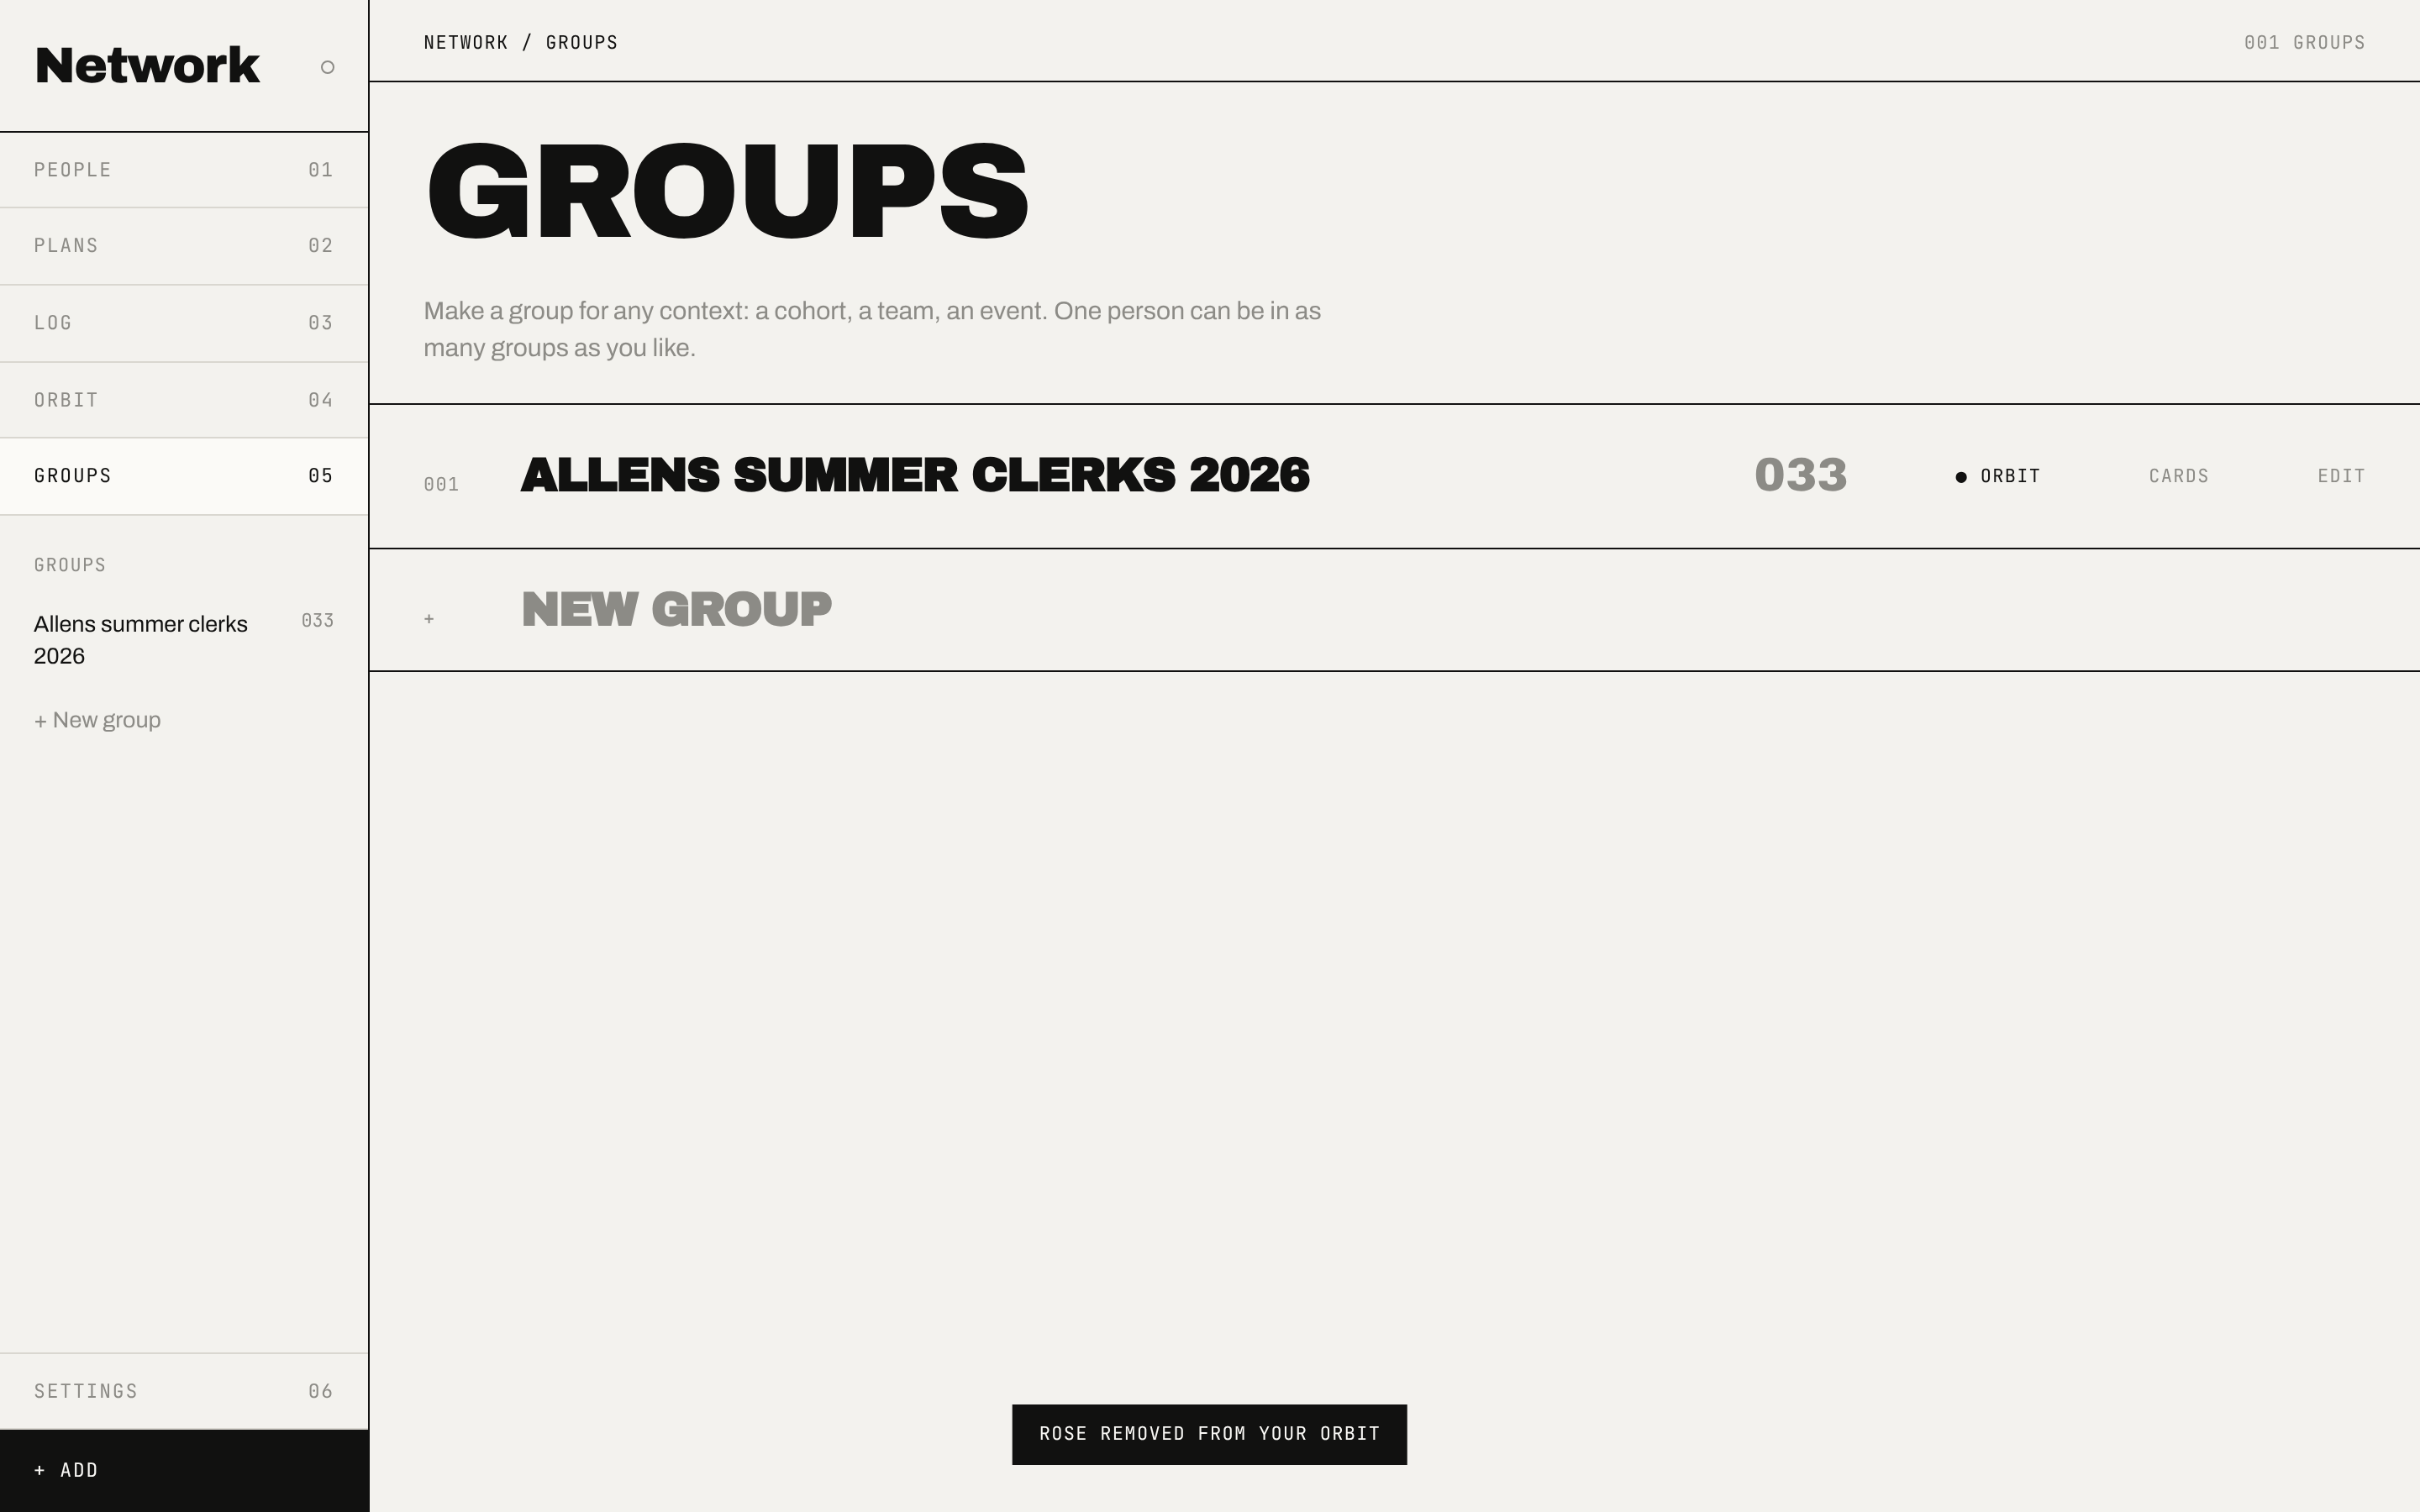 Network
PEOPLE 01
PLANS 02
LOG 03
ORBIT 04
GROUPS 05
GROUPS
Allens summer clerks 033
2026
+ New group
SETTINGS 06
+ ADD
NETWORK / GROUPS 001 GROUPS
GROUPS
Make a group for any context: a cohort, a team, an event. One person can be in as
many groups as you like.
001 ALLENS SUMMER CLERKS 2026 033 ● ORBIT CARDS EDIT
+ NEW GROUP
ROSE REMOVED FROM YOUR ORBIT